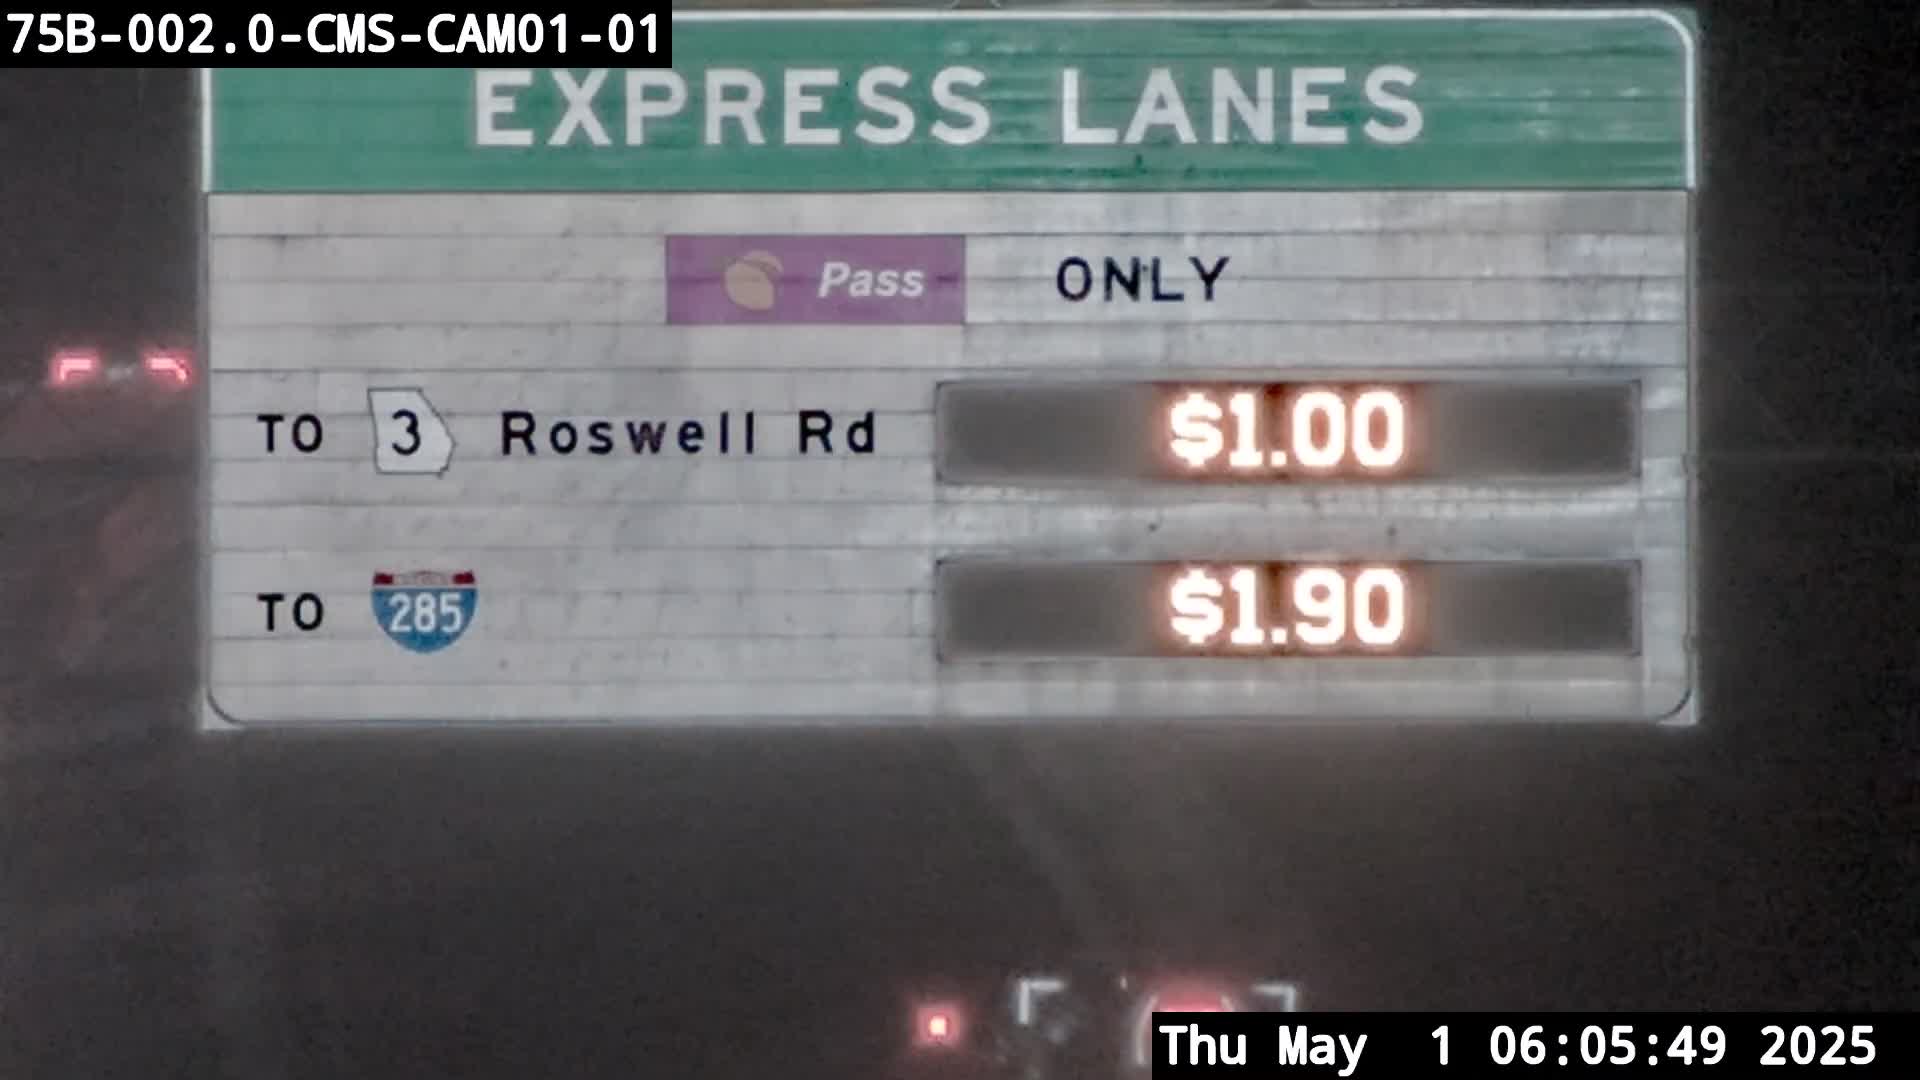 75B-002.0-CMS-CAM01-01
EXPRESS LANES
Pass ONLY
TO 3 Roswell Rd $1.00
TO 285 $1.90
Thu May 1 06:05:49 2025